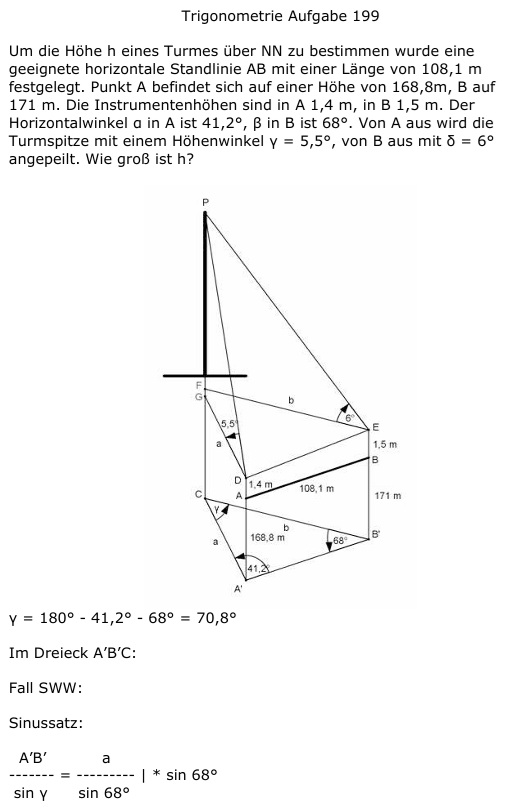 Trigonometrie Aufgabe 199
Um die Höhe h eines Turmes über NN zu bestimmen wurde eine
geeignete horizontale Standlinie AB mit einer Länge von 108,1 m
festgelegt. Punkt A befindet sich auf einer Höhe von 168,8m, B auf
171 m. Die Instrumentenhöhen sind in A 1,4 m, in B 1,5 m. Der
Horizontalwinkel α in A ist 41,2°, β in B ist 68°. Von A aus wird die
Turmspitze mit einem Höhenwinkel γ = 5,5°, von B aus mit δ = 6°
angepeilt. Wie groß ist h?
P
F
G
b
6°
E
5,5°
a
1,5 m
B
D
1,4 m
A
108,1 m
171 m
C
γ
b
B'
168,8 m
68°
a
41,2°
A'
γ = 180° - 41,2° - 68° = 70,8°
Im Dreieck A’B’C:
Fall SWW:
Sinussatz:
A’B’ a
------- = --------- | * sin 68°
sin γ sin 68°